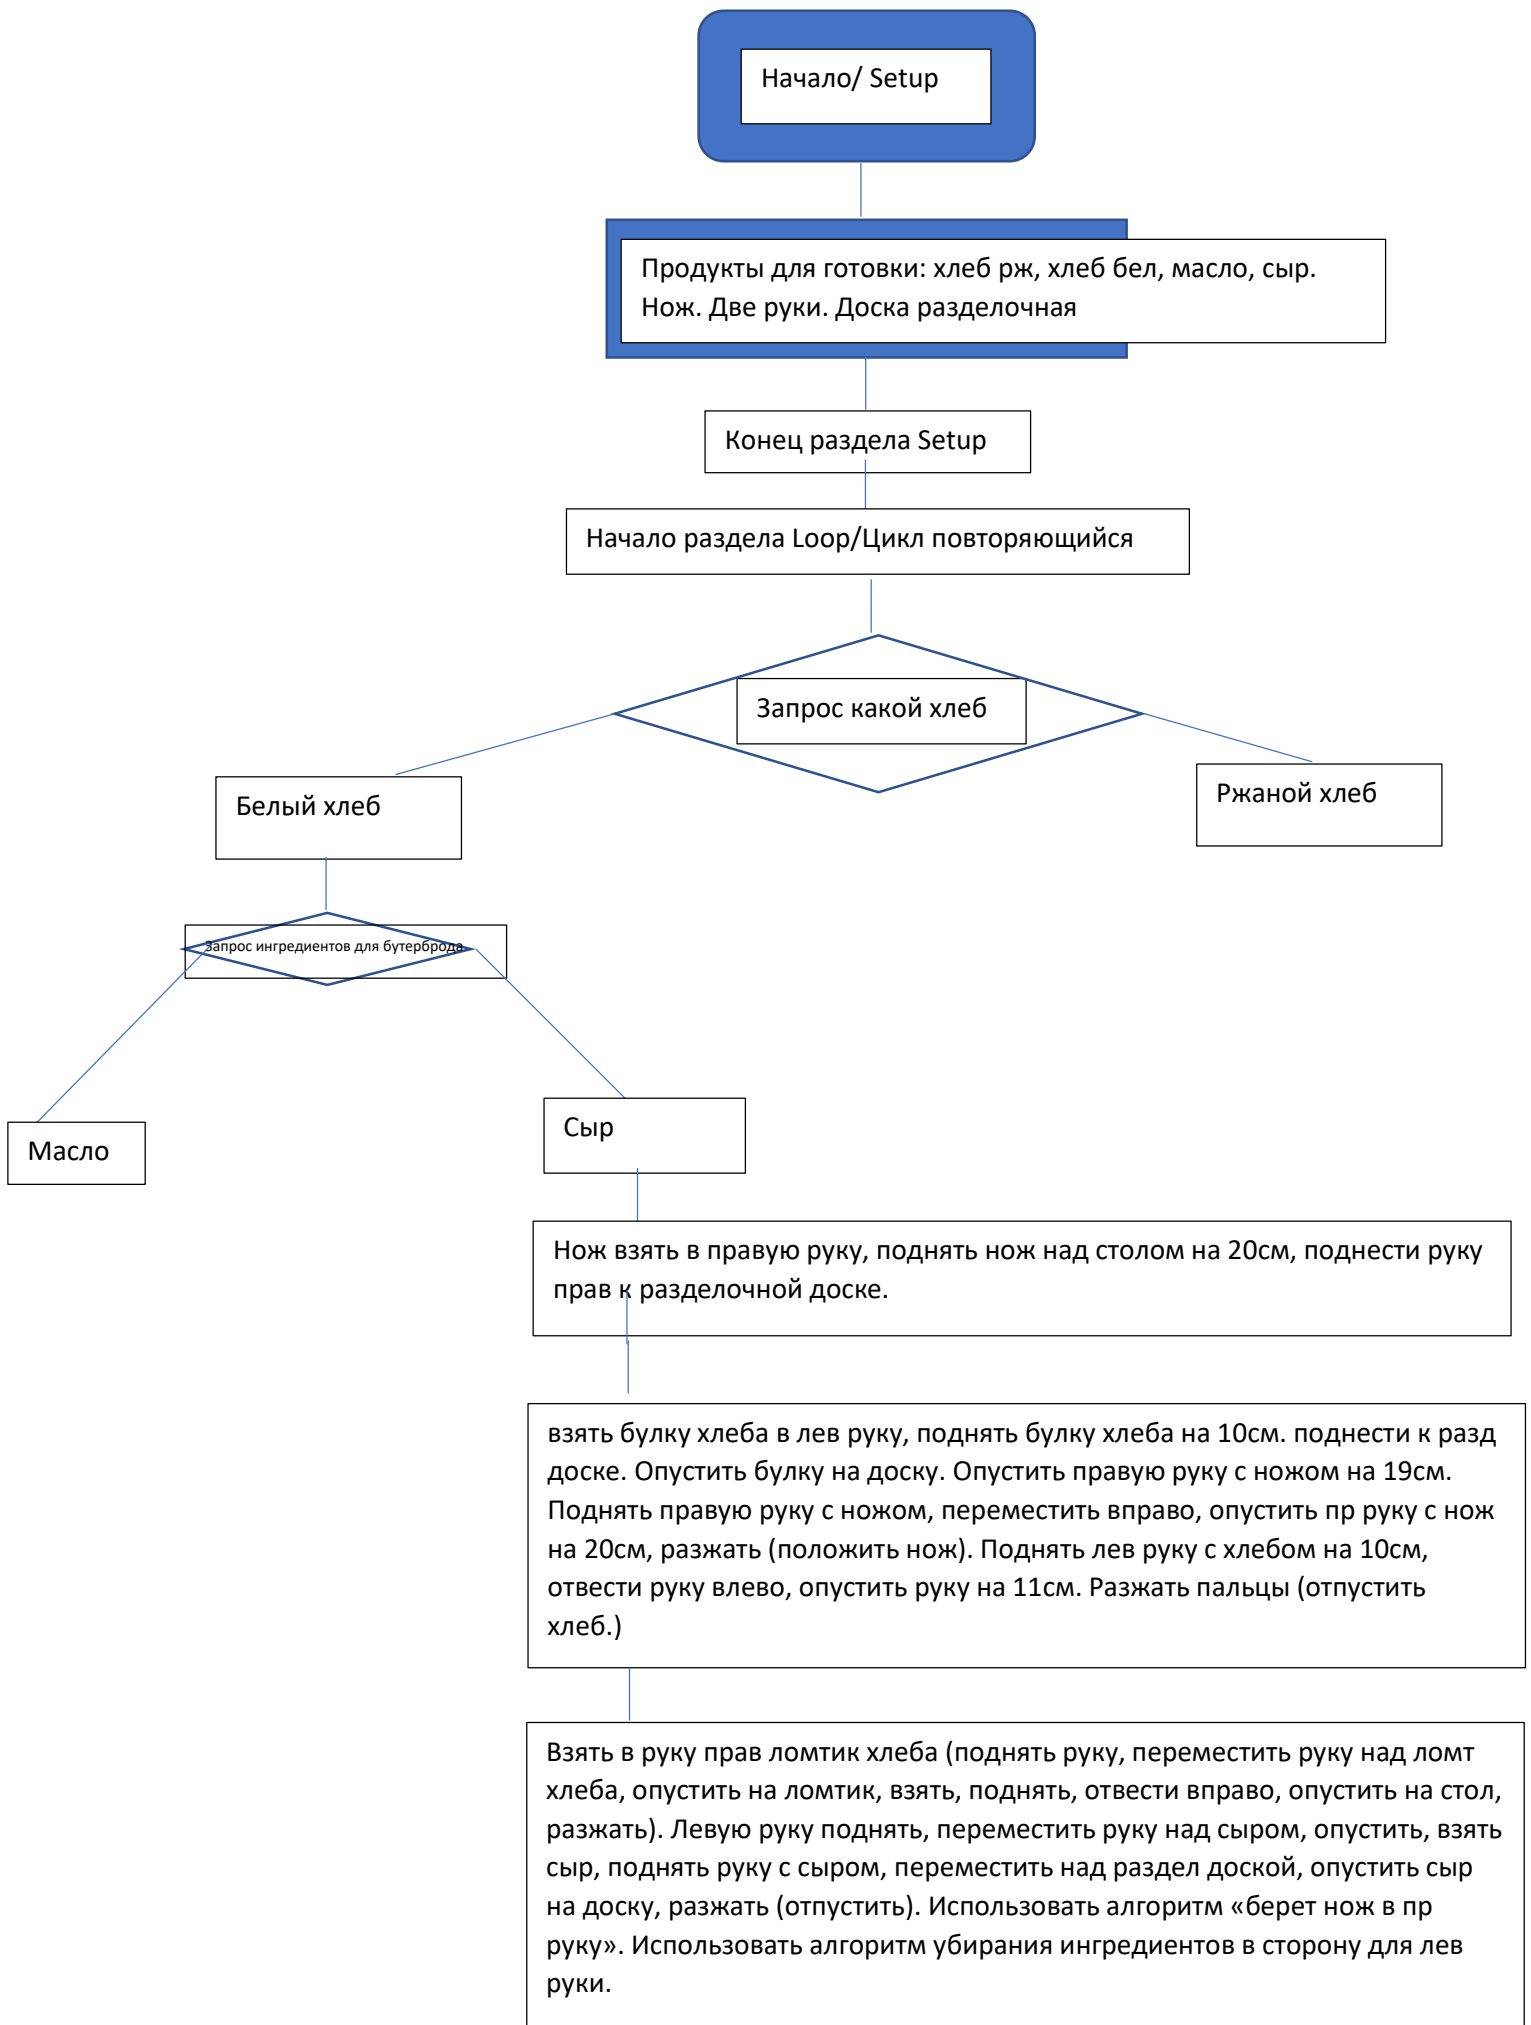 Начало/ Setup
Продукты для готовки: хлеб рж, хлеб бел, масло, сыр.
Нож. Две руки. Доска разделочная
Конец раздела Setup
Начало раздела Loop/Цикл повторяющийся
Запрос какой хлеб
Белый хлеб
Ржаной хлеб
Запрос ингредиентов для бутерброда
Масло
Сыр
Нож взять в правую руку, поднять нож над столом на 20см, поднести руку
прав к разделочной доске.
взять булку хлеба в лев руку, поднять булку хлеба на 10см. поднести к разд
доске. Опустить булку на доску. Опустить правую руку с ножом на 19см.
Поднять правую руку с ножом, переместить вправо, опустить пр руку с нож
на 20см, разжать (положить нож). Поднять лев руку с хлебом на 10см,
отвести руку влево, опустить руку на 11см. Разжать пальцы (отпустить
хлеб.)
Взять в руку прав ломтик хлеба (поднять руку, переместить руку над ломт
хлеба, опустить на ломтик, взять, поднять, отвести вправо, опустить на стол,
разжать). Левую руку поднять, переместить руку над сыром, опустить, взять
сыр, поднять руку с сыром, переместить над раздел доской, опустить сыр
на доску, разжать (отпустить). Использовать алгоритм «берет нож в пр
руку». Использовать алгоритм убирания ингредиентов в сторону для лев
руки.